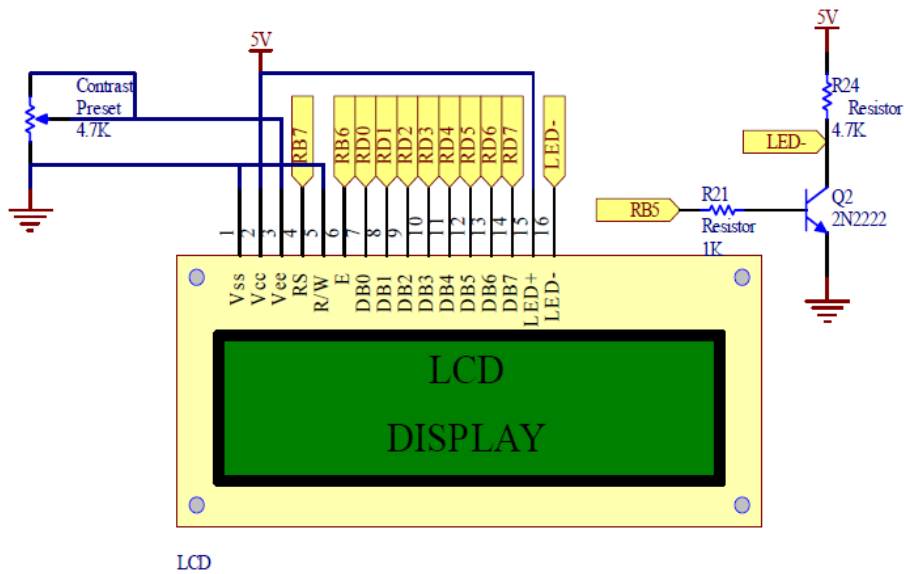 5V
Contrast
Preset
4.7K
RB7
RB6
RD0
RD1
RD2
RD3
RD4
RD5
RD6
RD7
LED-
1
2
3
4
5
6
7
8
9
10
11
12
13
14
15
16
Vss
Vcc
Vee
RS
R/W
E
DB0
DB1
DB2
DB3
DB4
DB5
DB6
DB7
LED+
LED-
LCD
DISPLAY
LCD
5V
R24
Resistor
4.7K
LED-
RB5
R21
Resistor
1K
Q2
2N2222